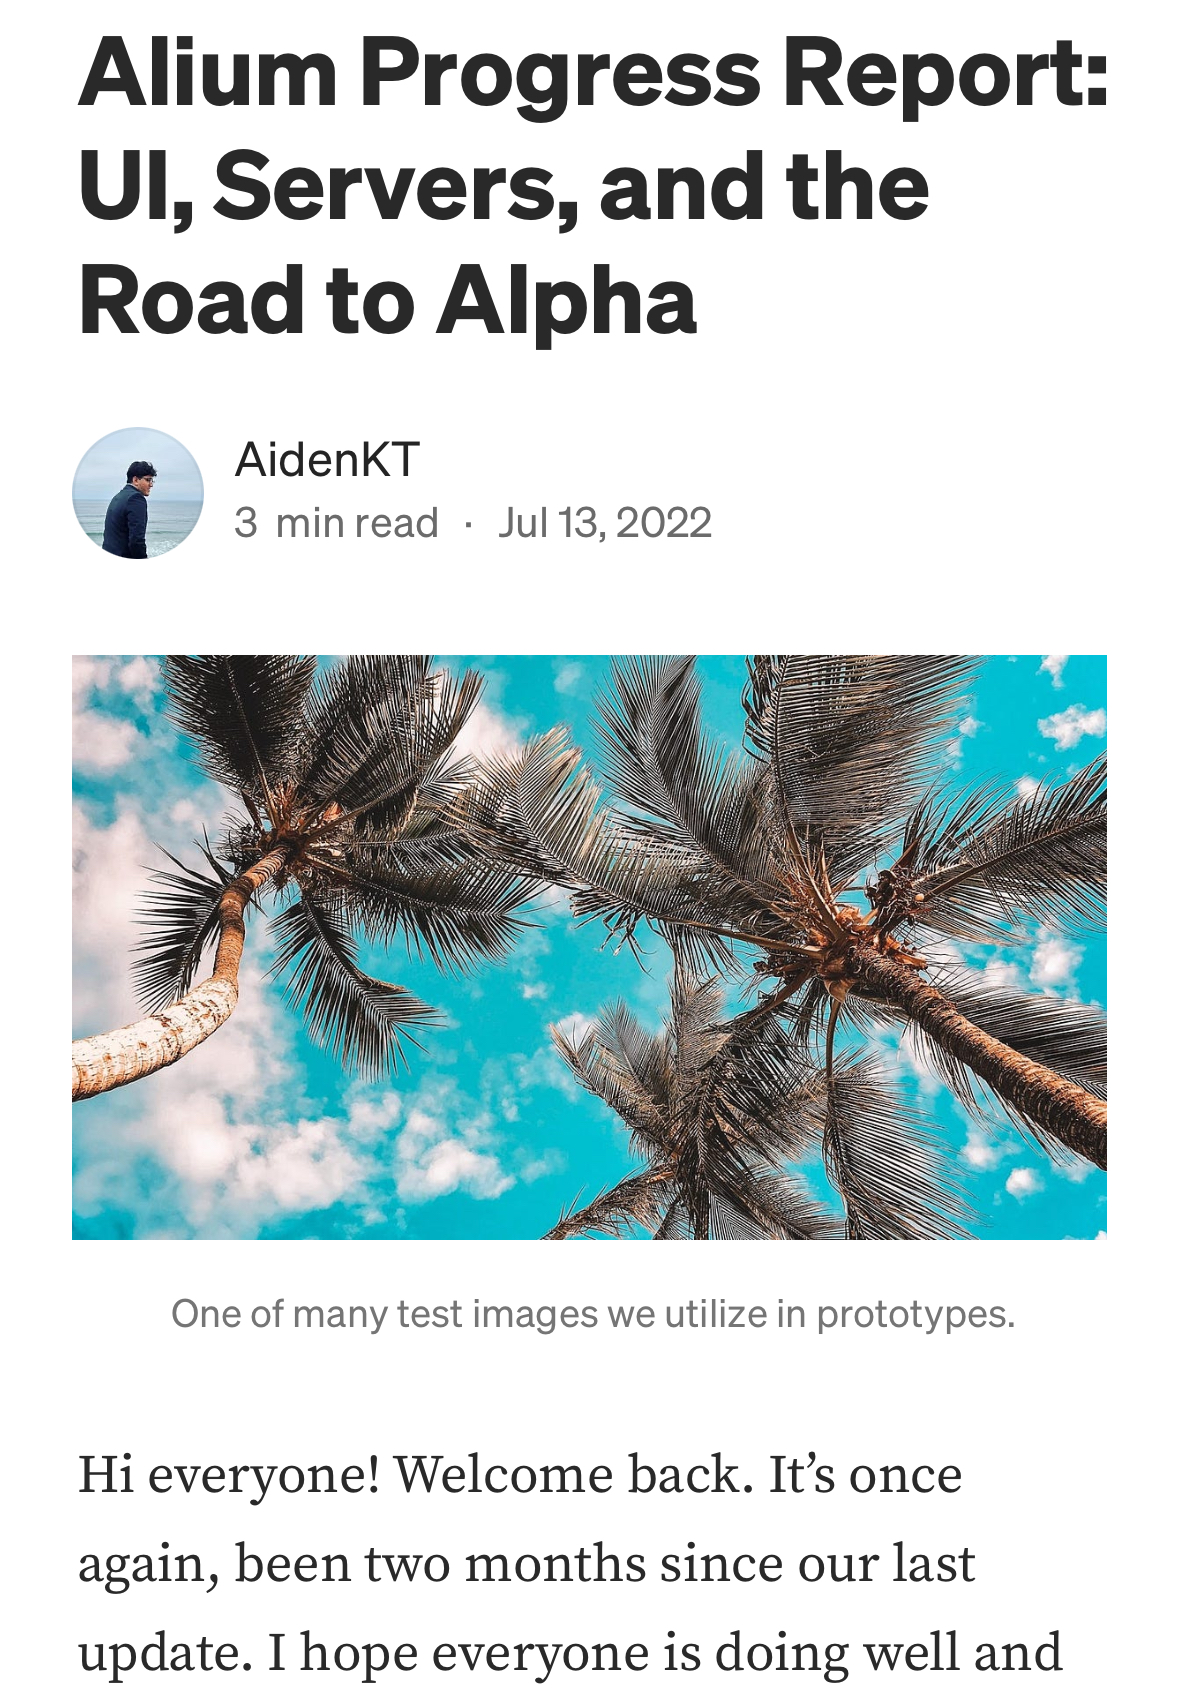 Alium Progress Report:
UI, Servers, and the
Road to Alpha
AidenKT
3 min read · Jul 13, 2022
One of many test images we utilize in prototypes.
Hi everyone! Welcome back. It’s once
again, been two months since our last
update. I hope everyone is doing well and